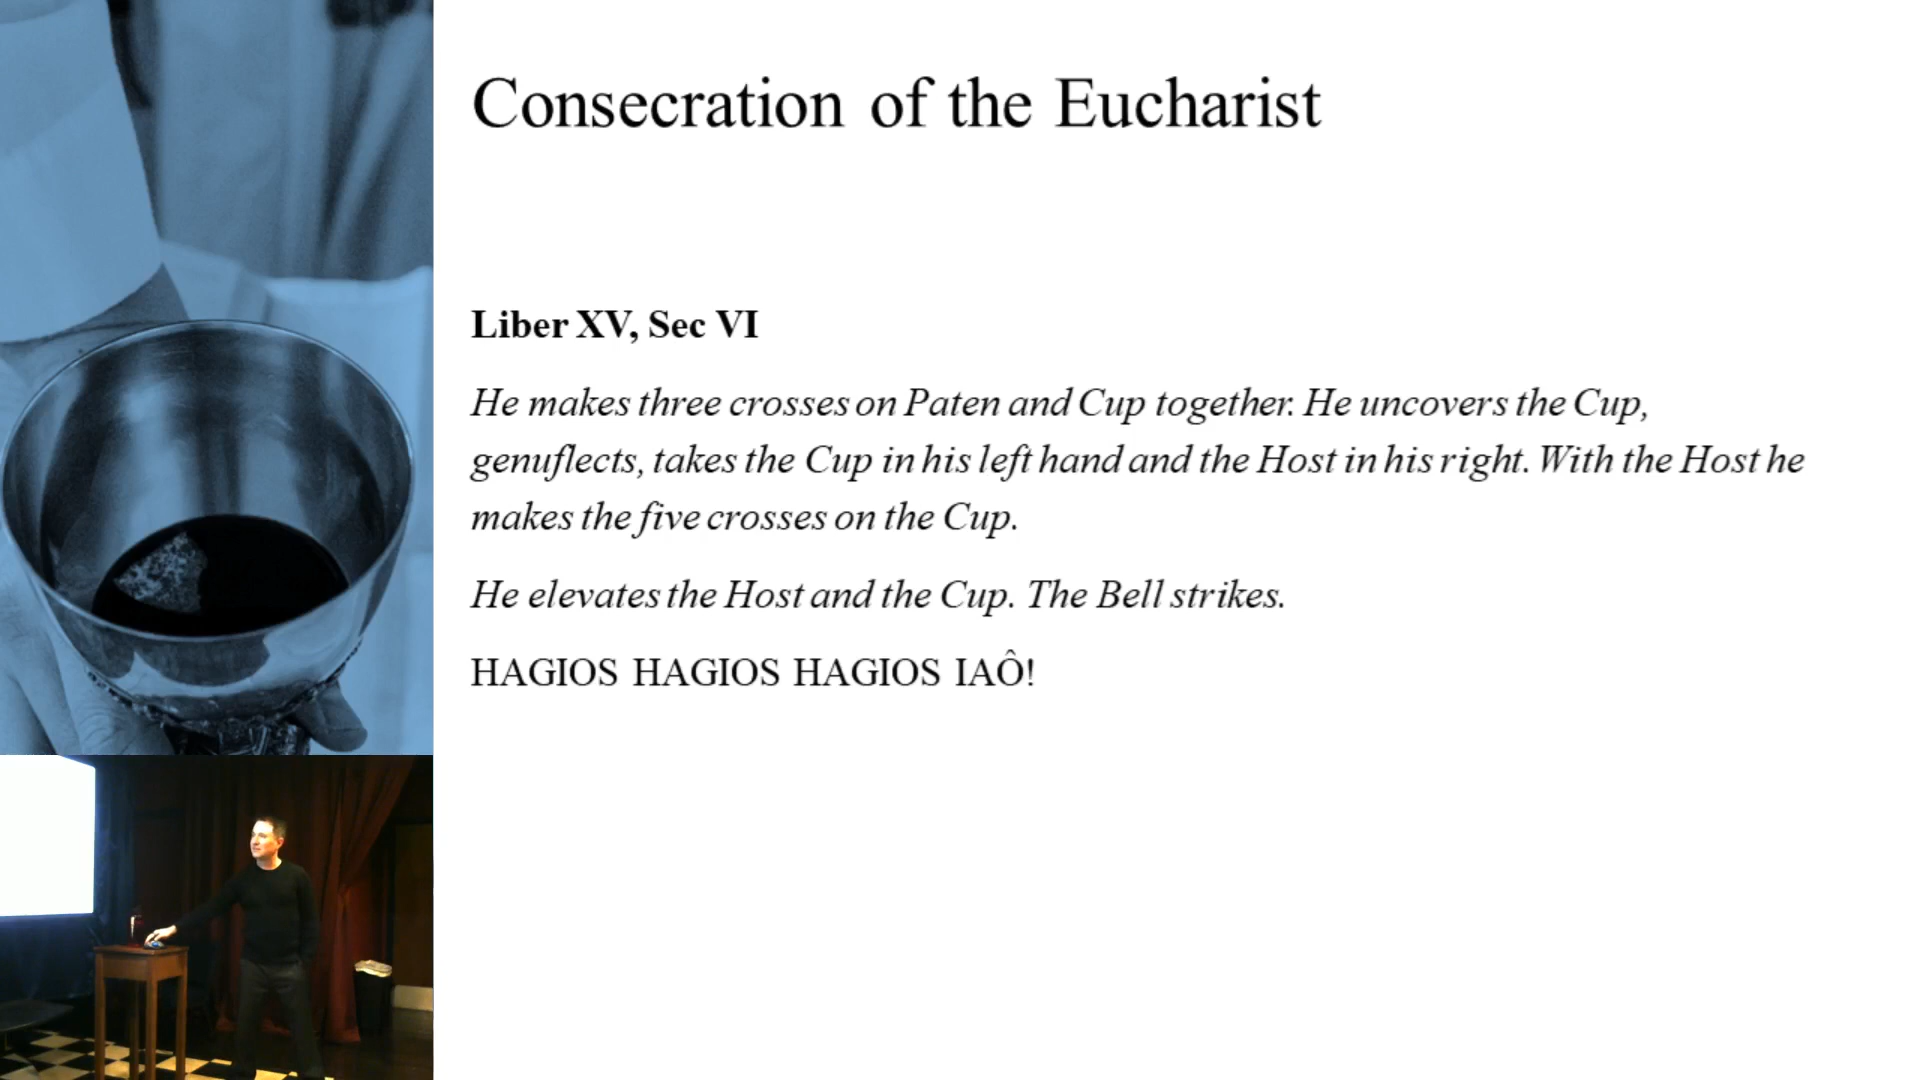 Consecration of the Eucharist
Liber XV, Sec VI
He makes three crosses on Paten and Cup together. He uncovers the Cup,
genuflects, takes the Cup in his left hand and the Host in his right. With the Host he
makes the five crosses on the Cup.
He elevates the Host and the Cup. The Bell strikes.
HAGIOS HAGIOS HAGIOS IAÔ!